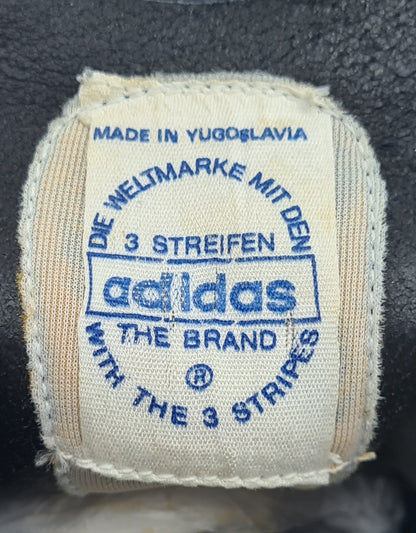 MADE IN YUGOSLAVIA
DIE WELTMARKE MIT DEN
3 STREIFEN
adidas
THE BRAND
WITH THE 3 STRIPES
®